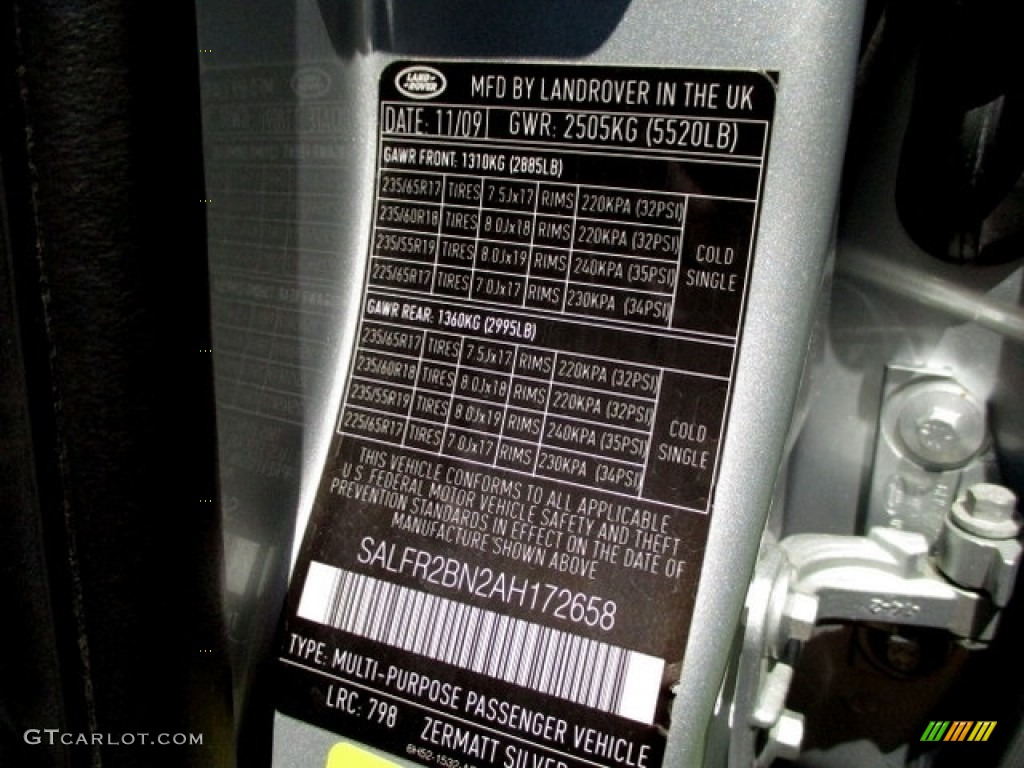 LAND ROVER MFD BY LANDROVER IN THE UK
DATE: 11/09 GWR: 2505KG (5520LB)
GAWR FRONT: 1310KG (2885LB)
235/65R17 TIRES 7.5Jx17 RIMS 220KPA (32PSI)
235/60R18 TIRES 8.0Jx18 RIMS 220KPA (32PSI)
235/55R19 TIRES 8.0Jx19 RIMS 240KPA (35PSI)
225/65R17 TIRES 7.0Jx17 RIMS 230KPA (34PSI)
COLD
SINGLE
GAWR REAR: 1360KG (2995LB)
235/65R17 TIRES 7.5Jx17 RIMS 220KPA (32PSI)
235/60R18 TIRES 8.0Jx18 RIMS 220KPA (32PSI)
235/55R19 TIRES 8.0Jx19 RIMS 240KPA (35PSI)
225/65R17 TIRES 7.0Jx17 RIMS 230KPA (34PSI)
COLD
SINGLE
THIS VEHICLE CONFORMS TO ALL APPLICABLE
U.S. FEDERAL MOTOR VEHICLE SAFETY AND THEFT
PREVENTION STANDARDS IN EFFECT ON THE DATE OF
MANUFACTURE SHOWN ABOVE
SALFR2BN2AH172658
TYPE: MULTI-PURPOSE PASSENGER VEHICLE
LRC: 798 ZERMATT SILVER
GTCARLOT.COM